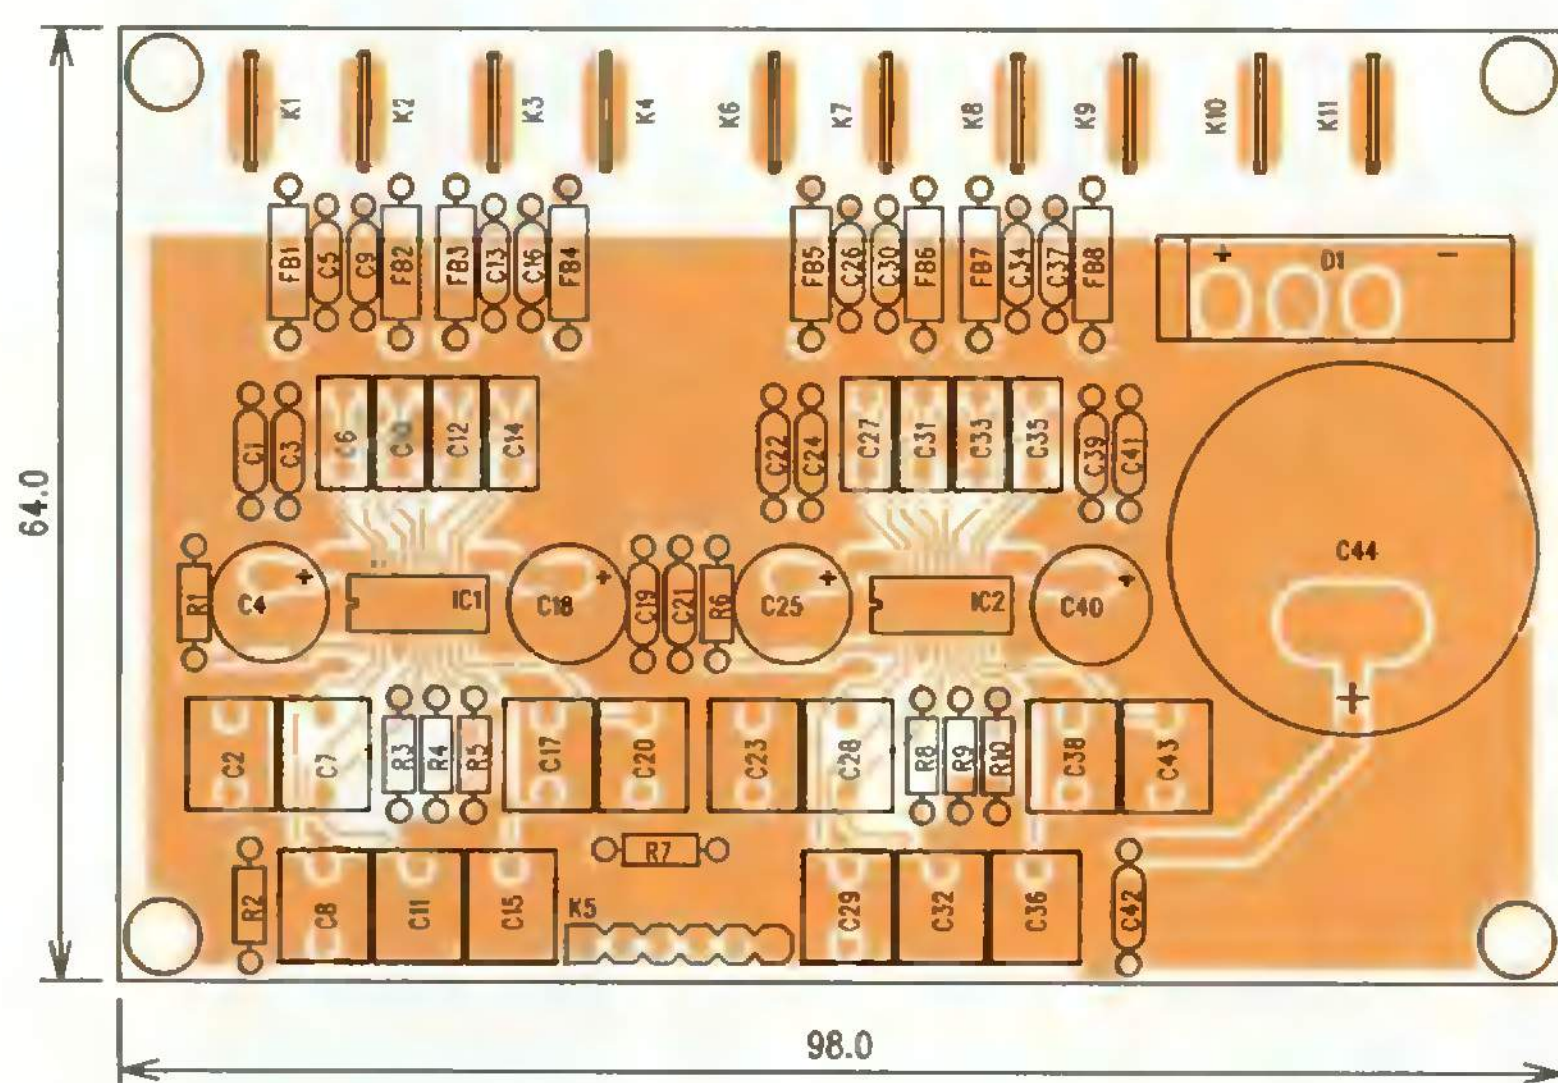 K1 K2 K3 K4 K6 K7 K8 K9 K10 K11
FB1 C5 C9 FB2 FB3 C13 C16 FB4 FB5 C26 C30 FB6 FB7 C34 C37 FB8 + D1 -
C1 C3 C6 C12 C14 C22 C24 C27 C31 C33 C35 C39 C41
64.0
C44
R1 C4 + IC1 C18 + C19 C21 R6 C25 + IC2 C40 +
+
C2 C7 R3 R4 R5 C17 C20 C23 C28 R8 R9 R10 C38 C43
R7
R2 C8 C11 C15 K5 C29 C32 C36 C42
98.0